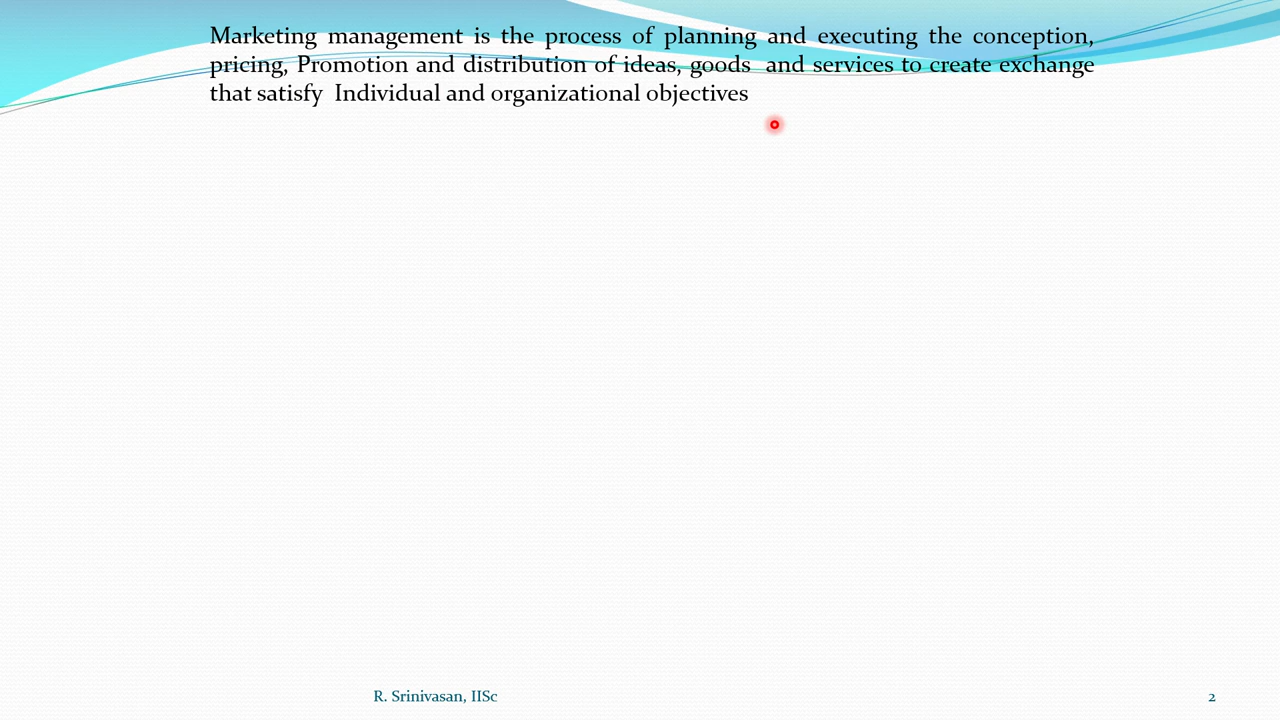 Marketing management is the process of planning and executing the conception,
pricing, Promotion and distribution of ideas, goods  and services to create exchange
that satisfy  Individual and organizational objectives
R. Srinivasan, IISc
2